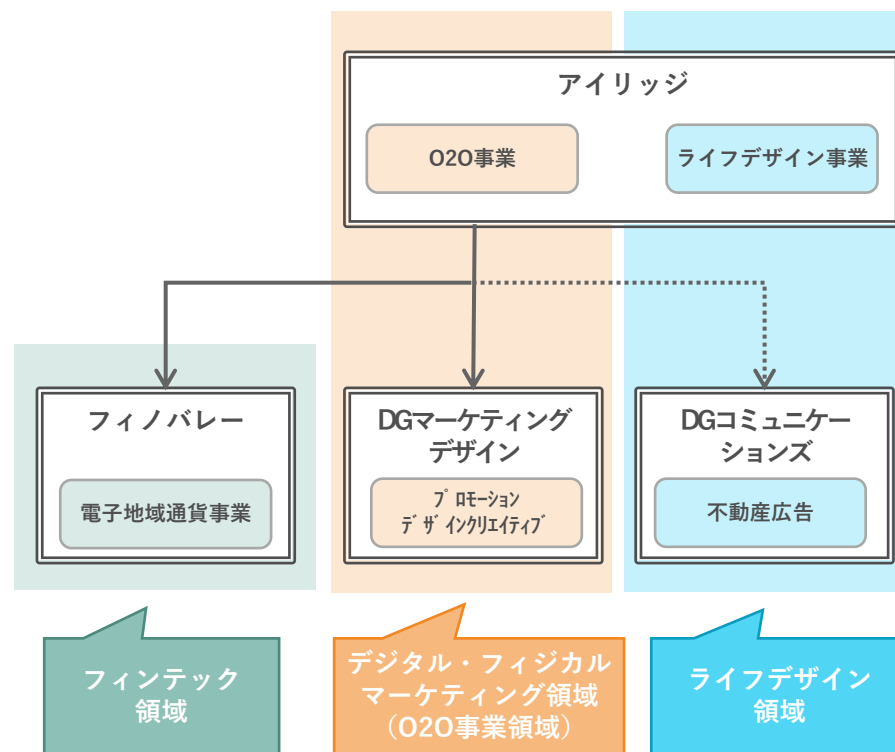 アイリッジ
O2O事業
ライフデザイン事業
フィノバレー
電子地域通貨事業
DGマーケティング
デザイン
プロモーション
デザインクリエイティブ
DGコミュニケー
ションズ
不動産広告
フィンテック
領域
デジタル・フィジカル
マーケティング領域
（O2O事業領域）
ライフデザイン
領域